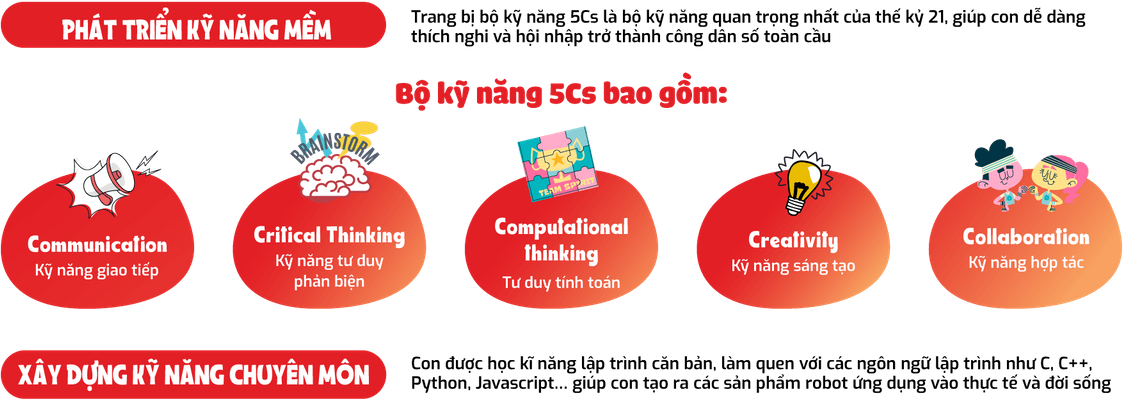 PHÁT TRIỂN KỸ NĂNG MỀM
Trang bị bộ kỹ năng 5Cs là bộ kỹ năng quan trọng nhất của thế kỷ 21, giúp con dễ dàng
thích nghi và hội nhập trở thành công dân số toàn cầu
Bộ kỹ năng 5Cs bao gồm:
BRAINSTORM
TEAM SPIRIT
Communication
Kỹ năng giao tiếp
Critical Thinking
Kỹ năng tư duy
phản biện
Computational
thinking
Tư duy tính toán
Creativity
Kỹ năng sáng tạo
Collaboration
Kỹ năng hợp tác
XÂY DỰNG KỸ NĂNG CHUYÊN MÔN
Con được học kĩ năng lập trình căn bản, làm quen với các ngôn ngữ lập trình như C, C++,
Python, Javascript... giúp con tạo ra các sản phẩm robot ứng dụng vào thực tế và đời sống